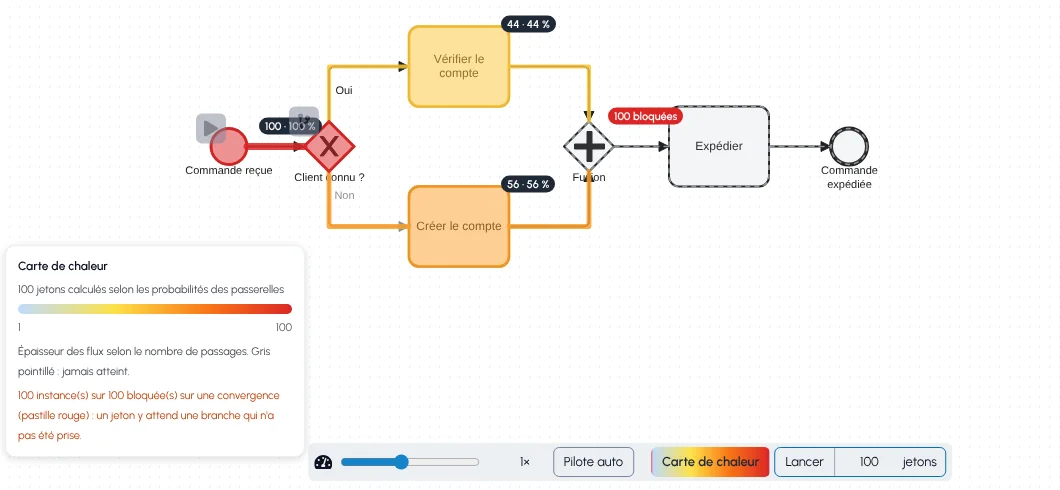 44 · 44 %
Vérifier le
compte
Oui
100 · 100 %
100 bloquées
Expédier
Commande reçue
Client connu ?
Fusion
Commande
expédiée
Non
56 · 56 %
Créer le compte
Carte de chaleur
100 jetons calculés selon les probabilités des passerelles
1
100
Épaisseur des flux selon le nombre de passages. Gris
pointillé : jamais atteint.
100 instance(s) sur 100 bloquée(s) sur une convergence
(pastille rouge) : un jeton y attend une branche qui n'a
pas été prise.
1×
Pilote auto
Carte de chaleur
Lancer
100
jetons